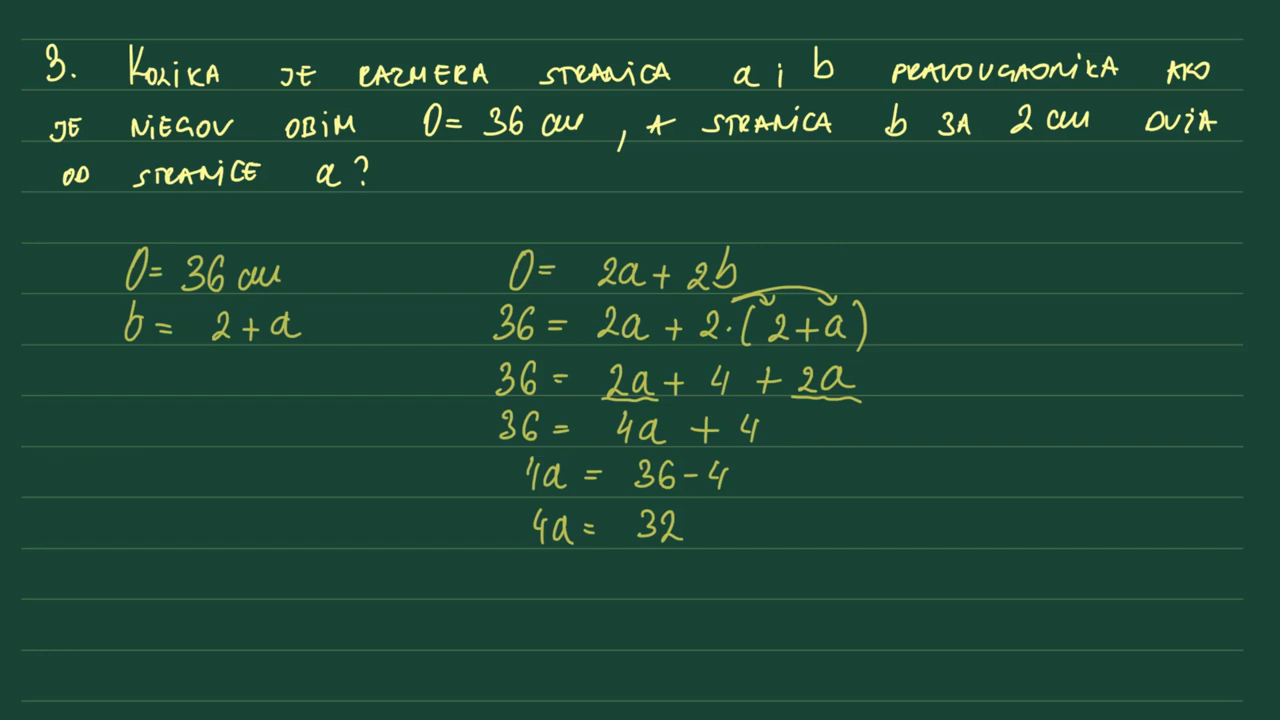 3. KOLIKA JE RAZMERA STRANICA a i b PRAVOUGAONIKA AKO
JE NJEGOV OBIM O= 36 cm, A STRANICA b ZA 2 cm DUŽA
OD STRANICE a?
O= 36 cm
b= 2+a
O= 2a+2b
36= 2a+2·(2+a)
36= 2a+4+2a
36= 4a+4
4a= 36-4
4a= 32